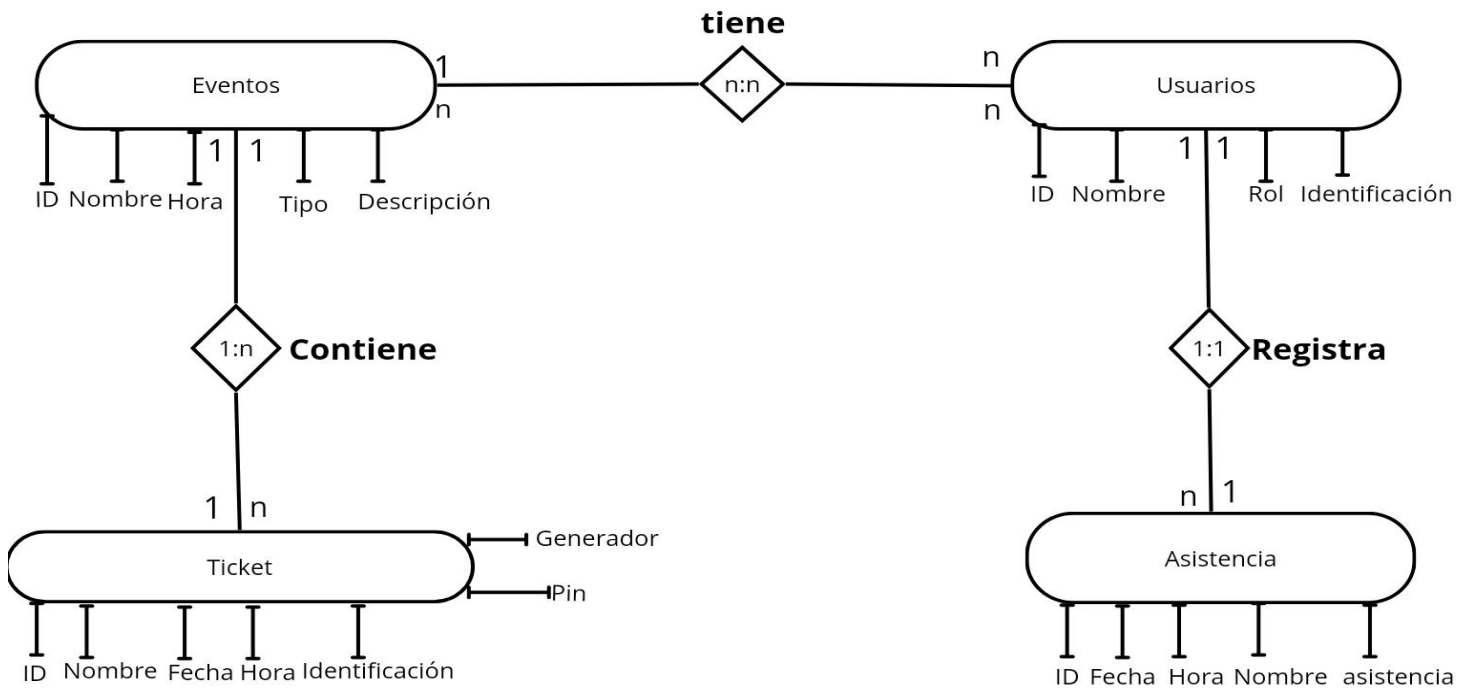 tiene
Eventos
1
n
n:n
n
n
Usuarios
1 1
ID Nombre Hora Tipo Descripción
1 1
ID Nombre Rol Identificación
1:n Contiene
1:1 Registra
1 n
n 1
Ticket
Generador
Pin
Asistencia
ID Nombre Fecha Hora Identificación
ID Fecha Hora Nombre asistencia